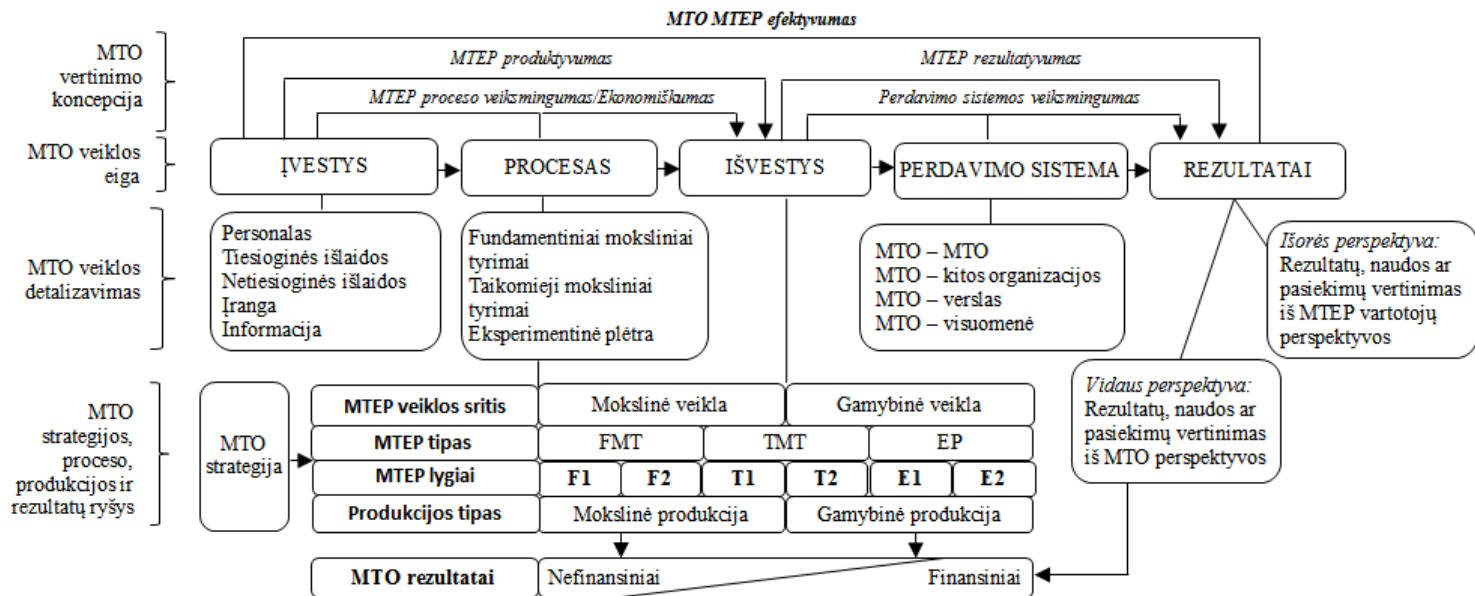 MTO MTEP efektyvumas
MTO
vertinimo
koncepcija
MTEP produktyvumas
MTEP rezultatyvumas
MTEP proceso veiksmingumas/Ekonomiškumas
Perdavimo sistemos veiksmingumas
MTO veiklos
eiga
ĮVESTYS
PROCESAS
IŠVESTYS
PERDAVIMO SISTEMA
REZULTATAI
MTO veiklos
detalizavimas
Personalas
Tiesioginės išlaidos
Netiesioginės išlaidos
Įranga
Informacija
Fundamentiniai moksliniai
tyrimai
Taikomieji moksliniai
tyrimai
Eksperimentinė plėtra
MTO – MTO
MTO – kitos organizacijos
MTO – verslas
MTO – visuomenė
Išorės perspektyva:
Rezultatų, naudos ar
pasiekimų vertinimas
iš MTEP vartotojų
perspektyvos
Vidaus perspektyva:
Rezultatų, naudos ar
pasiekimų vertinimas
iš MTO perspektyvos
MTO
strategijos,
proceso,
produkcijos ir
rezultatų ryšys
MTO
strategija
MTEP veiklos sritis
Mokslinė veikla
Gamybinė veikla
MTEP tipas
FMT
TMT
EP
MTEP lygiai
F1
F2
T1
T2
E1
E2
Produkcijos tipas
Mokslinė produkcija
Gamybinė produkcija
MTO rezultatai
Nefinansiniai
Finansiniai